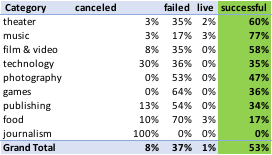 Category canceled failed live successful
theater 3% 35% 2% 60%
music 3% 17% 3% 77%
film & video 8% 35% 0% 58%
technology 30% 36% 0% 35%
photography 0% 53% 0% 47%
games 0% 64% 0% 36%
publishing 13% 54% 0% 34%
food 10% 70% 3% 17%
journalism 100% 0% 0% 0%
Grand Total 8% 37% 1% 53%